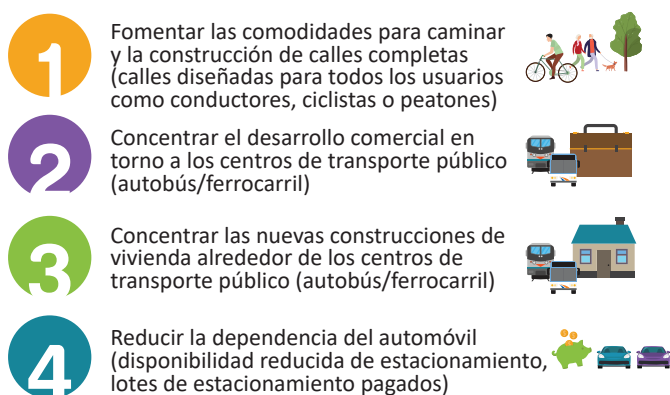 1
Fomentar las comodidades para caminar
y la construcción de calles completas
(calles diseñadas para todos los usuarios
como conductores, ciclistas o peatones)
2
Concentrar el desarrollo comercial en
torno a los centros de transporte público
(autobús/ferrocarril)
3
Concentrar las nuevas construcciones de
vivienda alrededor de los centros de
transporte público (autobús/ferrocarril)
4
Reducir la dependencia del automóvil
(disponibilidad reducida de estacionamiento,
lotes de estacionamiento pagados)